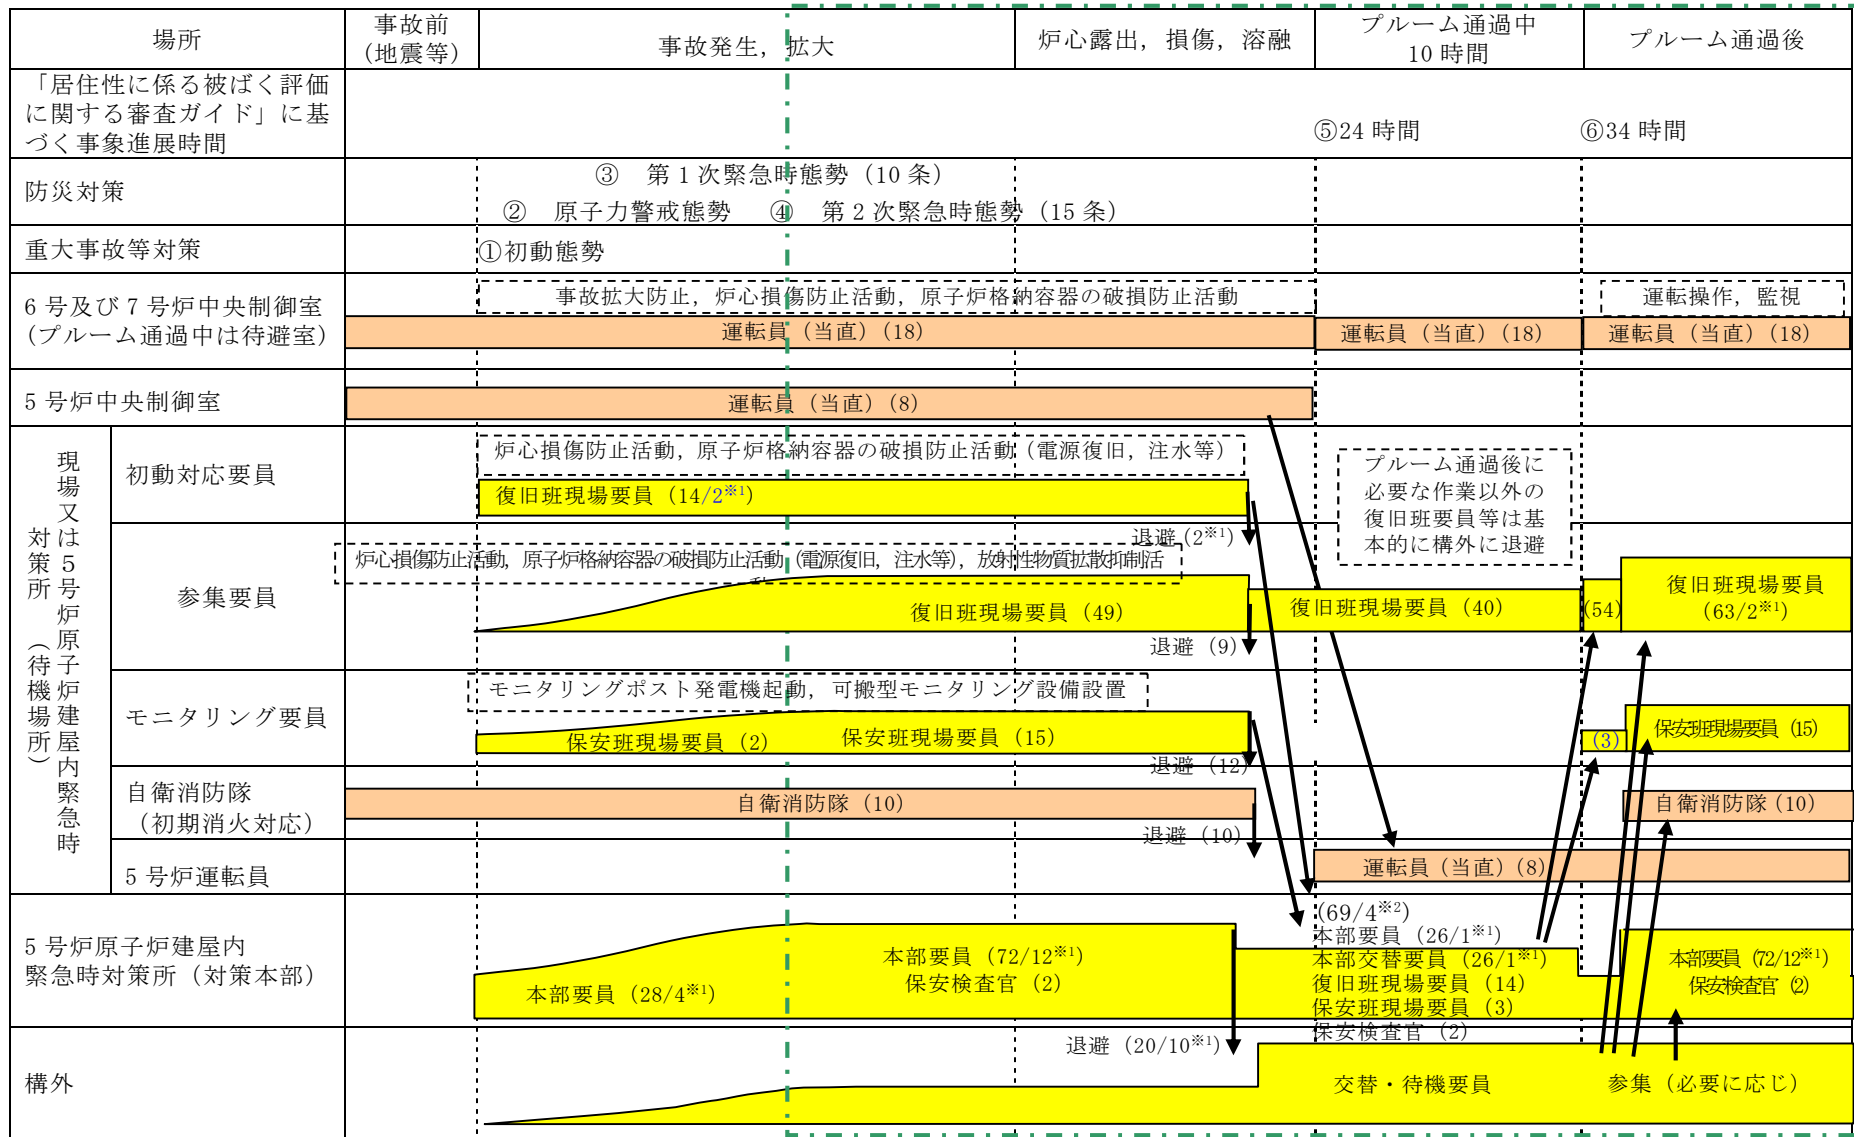 場所
事故前
(地震等)
事故発生，拡大
炉心露出，損傷，溶融
プルーム通過中
10 時間
プルーム通過後
「居住性に係る被ばく評価
に関する審査ガイド」に基
づく事象進展時間
⑤24 時間
⑥34 時間
防災対策
③ 第 1 次緊急時態勢（10 条）
② 原子力警戒態勢 ④ 第 2 次緊急時態勢（15 条）
重大事故等対策
①初動態勢
6 号及び 7 号炉中央制御室
(プルーム通過中は待避室)
事故拡大防止，炉心損傷防止活動，原子炉格納容器の破損防止活動
運転操作，監視
運転員（当直）(18)
運転員（当直）(18)
運転員（当直）(18)
5 号炉中央制御室
運転員（当直）(8)
現場又は5号炉原子炉建屋内緊急時
対策所（待機場所）
初動対応要員
炉心損傷防止活動，原子炉格納容器の破損防止活動（電源復旧，注水等）
復旧班現場要員（14/2※1）
退避（2※1）
プルーム通過後に
必要な作業以外の
復旧班要員等は基
本的に構外に退避
参集要員
炉心損傷防止活動，原子炉格納容器の破損防止活動（電源復旧，注水等），放射性物質拡散抑制活
復旧班現場要員（49）
復旧班現場要員（40）
(54)
復旧班現場要員
（63/2※1）
退避（9）
モニタリング要員
モニタリングポスト発電機起動，可搬型モニタリング設備設置
保安班現場要員（2）
保安班現場要員（15）
(3)
保安班現場要員（15）
退避（12）
自衛消防隊
（初期消火対応）
自衛消防隊（10）
自衛消防隊（10）
退避（10）
5 号炉運転員
運転員（当直）(8)
5 号炉原子炉建屋内
緊急時対策所（対策本部）
本部要員（28/4※1）
本部要員（72/12※1）
保安検査官（2）
(69/4※2)
本部要員（26/1※1）
本部交替要員（26/1※1）
復旧班現場要員（14）
保安班現場要員（3）
保安検査官（2）
本部要員（72/12※1）
保安検査官（2）
退避（20/10※1）
構外
交替・待機要員
参集（必要に応じ）